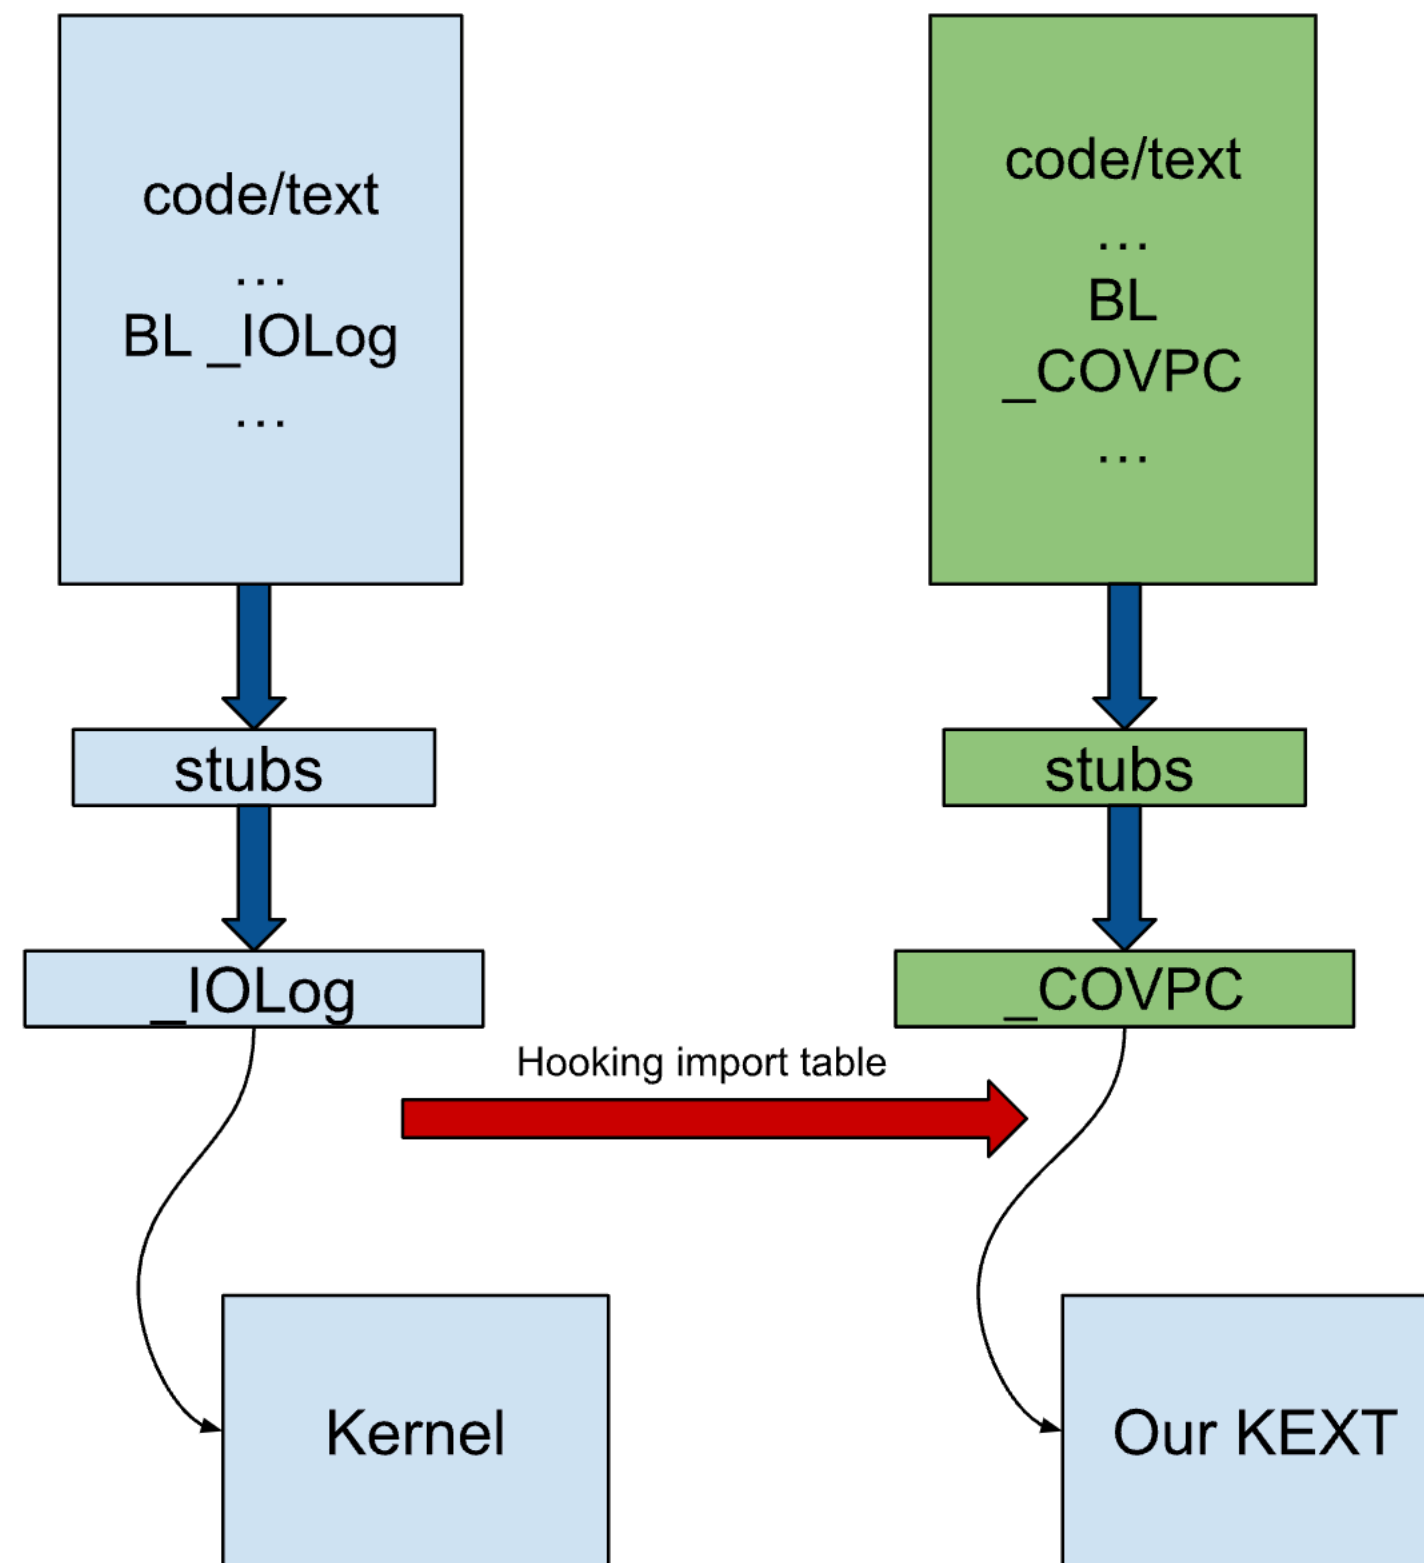 code/text
…
BL _IOLog
…
stubs
_IOLog
Kernel
Hooking import table
code/text
…
BL
_COVPC
…
stubs
_COVPC
Our KEXT